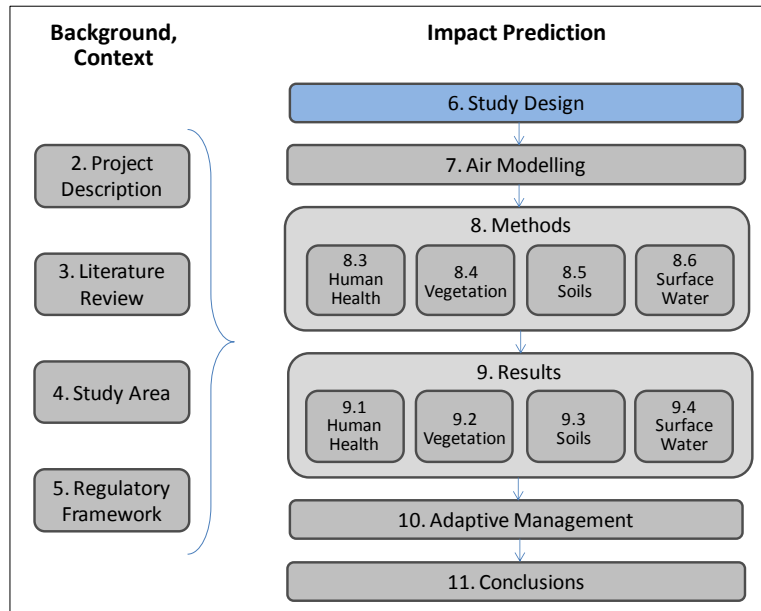 Background,
Context
2. Project
Description
3. Literature
Review
4. Study Area
5. Regulatory
Framework
Impact Prediction
6. Study Design
7. Air Modelling
8. Methods
8.3
Human
Health
8.4
Vegetation
8.5
Soils
8.6
Surface
Water
9. Results
9.1
Human
Health
9.2
Vegetation
9.3
Soils
9.4
Surface
Water
10. Adaptive Management
11. Conclusions